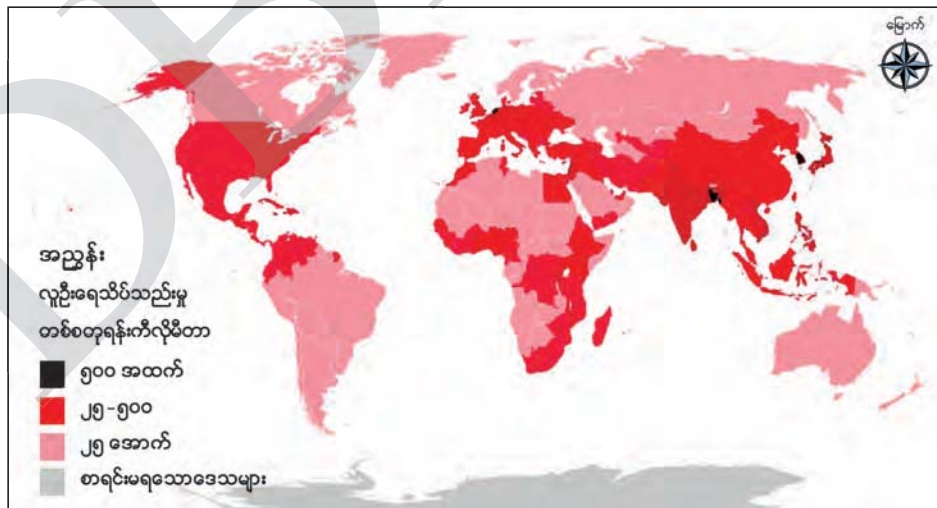 မြောက်
အညွှန်း
လူဦးရေသိပ်သည်းမှု
တစ်စတုရန်းကီလိုမီတာ
၅၀၀ အထက်
၂၅-၅၀၀
၂၅ အောက်
စာရင်းမရသောဒေသများ